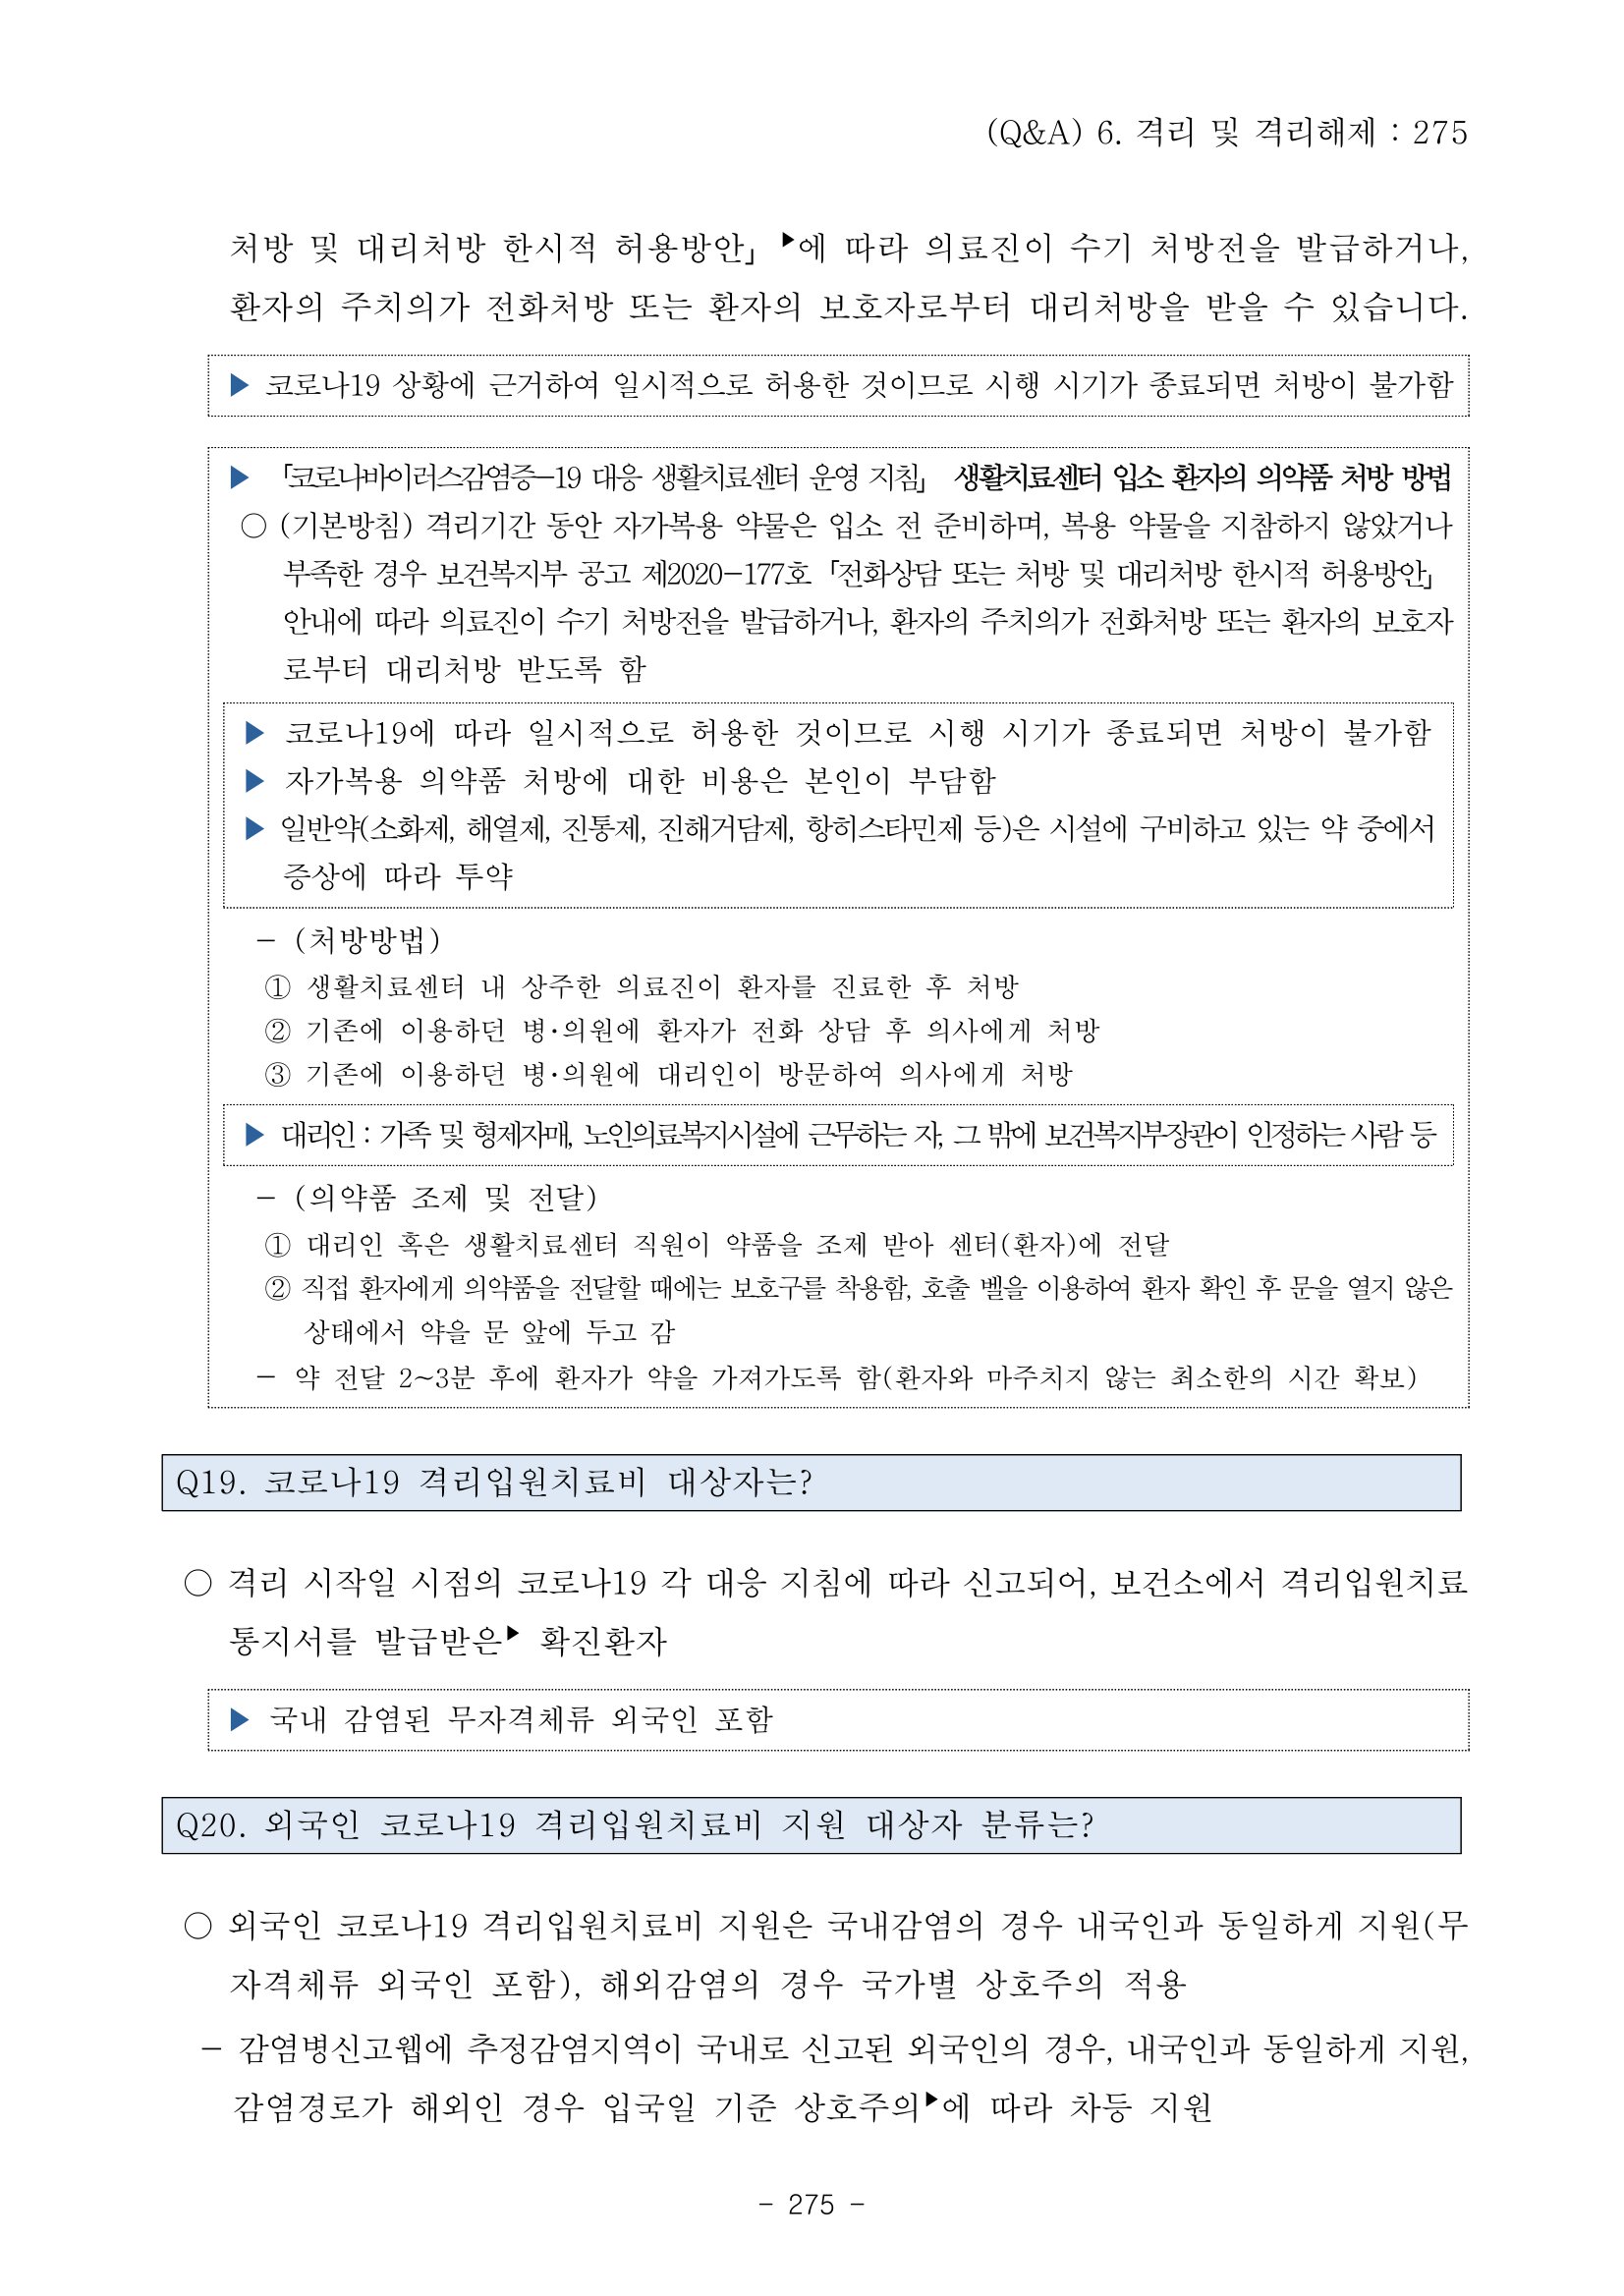 (Q&A) 6. 격리 및 격리해제 : 275
처방 및 대리처방 한시적 허용방안」▶에 따라 의료진이 수기 처방전을 발급하거나,
환자의 주치의가 전화처방 또는 환자의 보호자로부터 대리처방을 받을 수 있습니다.
▶ 코로나19 상황에 근거하여 일시적으로 허용한 것이므로 시행 시기가 종료되면 처방이 불가함
▶ 「코로나바이러스감염증-19 대응 생활치료센터 운영 지침」 생활치료센터 입소 환자의 의약품 처방 방법
○ (기본방침) 격리기간 동안 자가복용 약물은 입소 전 준비하며, 복용 약물을 지참하지 않았거나
부족한 경우 보건복지부 공고 제2020-177호 「전화상담 또는 처방 및 대리처방 한시적 허용방안」
안내에 따라 의료진이 수기 처방전을 발급하거나, 환자의 주치의가 전화처방 또는 환자의 보호자
로부터 대리처방 받도록 함
▶ 코로나19에 따라 일시적으로 허용한 것이므로 시행 시기가 종료되면 처방이 불가함
▶ 자가복용 의약품 처방에 대한 비용은 본인이 부담함
▶ 일반약(소화제, 해열제, 진통제, 진해거담제, 항히스타민제 등)은 시설에 구비하고 있는 약 중에서
증상에 따라 투약
- (처방방법)
① 생활치료센터 내 상주한 의료진이 환자를 진료한 후 처방
② 기존에 이용하던 병·의원에 환자가 전화 상담 후 의사에게 처방
③ 기존에 이용하던 병·의원에 대리인이 방문하여 의사에게 처방
▶ 대리인 : 가족 및 형제자매, 노인의료복지시설에 근무하는 자, 그 밖에 보건복지부장관이 인정하는 사람 등
- (의약품 조제 및 전달)
① 대리인 혹은 생활치료센터 직원이 약품을 조제 받아 센터(환자)에 전달
② 직접 환자에게 의약품을 전달할 때에는 보호구를 착용함, 호출 벨을 이용하여 환자 확인 후 문을 열지 않은
상태에서 약을 문 앞에 두고 감
- 약 전달 2~3분 후에 환자가 약을 가져가도록 함(환자와 마주치지 않는 최소한의 시간 확보)
Q19. 코로나19 격리입원치료비 대상자는?
○ 격리 시작일 시점의 코로나19 각 대응 지침에 따라 신고되어, 보건소에서 격리입원치료
통지서를 발급받은▶ 확진환자
▶ 국내 감염된 무자격체류 외국인 포함
Q20. 외국인 코로나19 격리입원치료비 지원 대상자 분류는?
○ 외국인 코로나19 격리입원치료비 지원은 국내감염의 경우 내국인과 동일하게 지원(무
자격체류 외국인 포함), 해외감염의 경우 국가별 상호주의 적용
- 감염병신고웹에 추정감염지역이 국내로 신고된 외국인의 경우, 내국인과 동일하게 지원,
감염경로가 해외인 경우 입국일 기준 상호주의▶에 따라 차등 지원
- 275 -